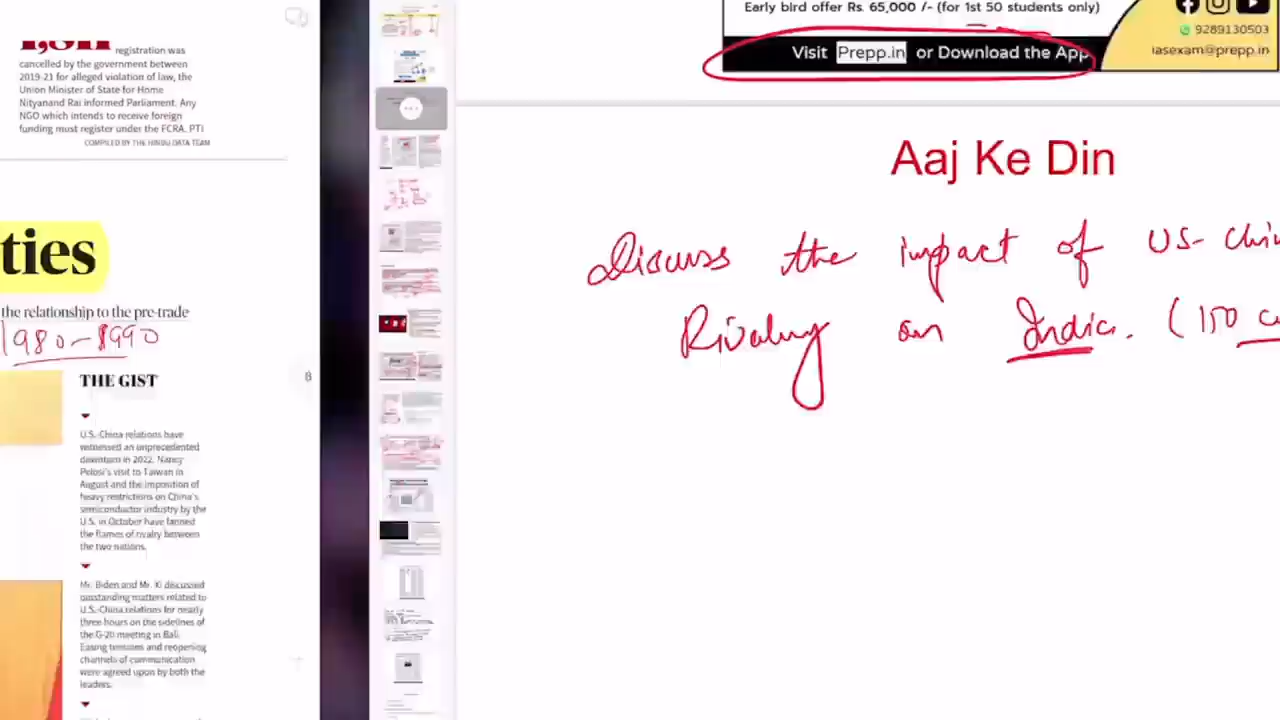 1,811
registration was
cancelled by the government between
2019-21 for alleged violation of law, the
Union Minister of State for Home
Nityanand Rai informed Parliament. Any
NGO which intends to receive foreign
funding must register under the FCRA. PTI
COMPILED BY THE HINDU DATA TEAM
ties
the relationship to the pre-trade
1980-1990
THE GIST
U.S.-China relations have
witnessed an unprecedented
downturn in 2022. Nancy
Pelosi's visit to Taiwan in
August and the imposition of
heavy restrictions on China's
semiconductor industry by the
U.S. in October have fanned
the flames of rivalry between
the two nations.
Mr. Biden and Mr. Xi discussed
outstanding matters related to
U.S.-China relations for nearly
three hours on the sidelines of
the G-20 meeting in Bali.
Easing tensions and reopening
channels of communication
were agreed upon by both the
leaders.
8
Early bird offer Rs. 65,000 /- (for 1st 50 students only)
Visit Prepp.in or Download the App
9289130503
iasexam@prepp.in
Aaj Ke Din
Discuss the impact of US-Chin
Rivalry on India. (150